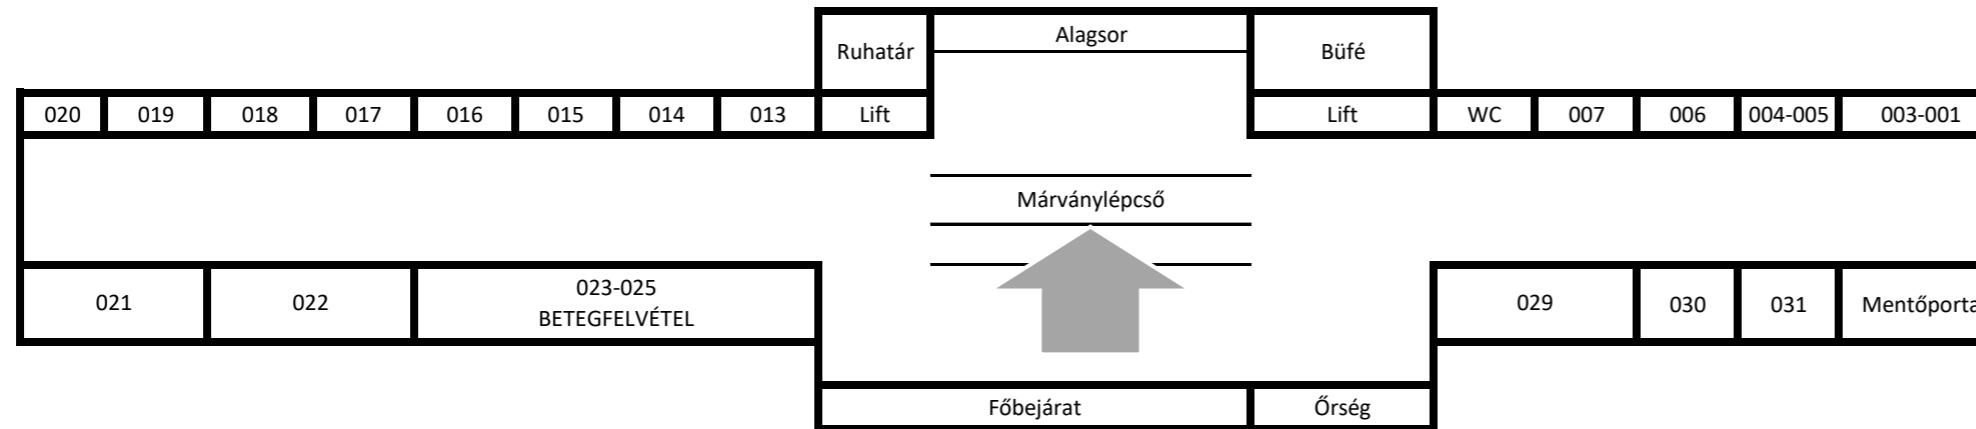 Alagsor
Ruhatár
Büfé
020 019 018 017 016 015 014 013 Lift Lift WC 007 006 004-005 003-001
Márványlépcső
021 022 023-025 029 030 031 Mentőporta
BETEGFELVÉTEL
Főbejárat Őrség